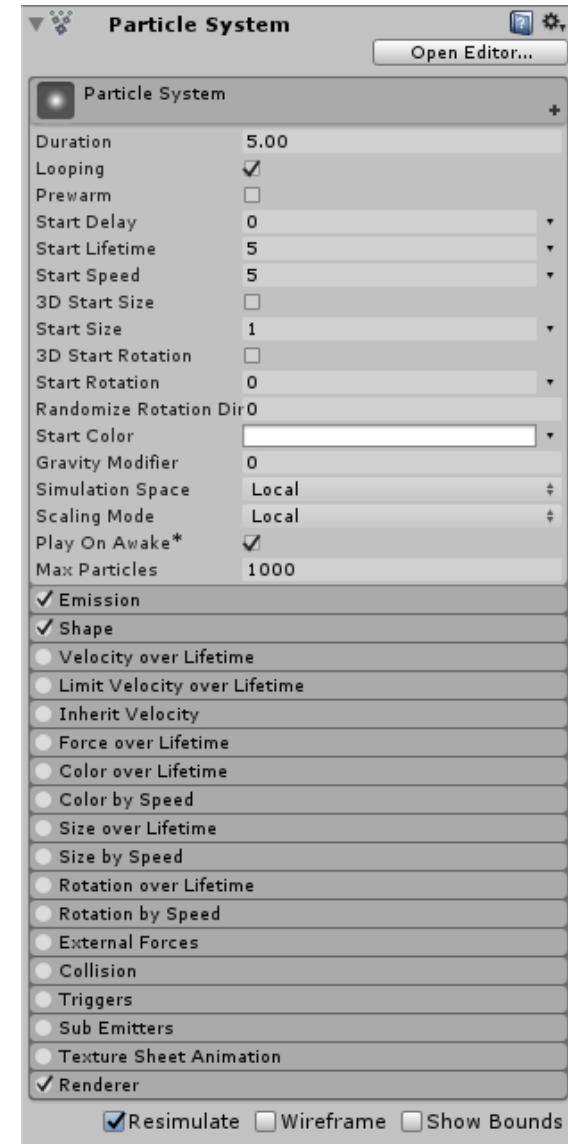 Particle System
Open Editor...
Particle System
Duration 5.00
Looping
Prewarm
Start Delay 0
Start Lifetime 5
Start Speed 5
3D Start Size
Start Size 1
3D Start Rotation
Start Rotation 0
Randomize Rotation Dir 0
Start Color
Gravity Modifier 0
Simulation Space Local
Scaling Mode Local
Play On Awake*
Max Particles 1000
Emission
Shape
Velocity over Lifetime
Limit Velocity over Lifetime
Inherit Velocity
Force over Lifetime
Color over Lifetime
Color by Speed
Size over Lifetime
Size by Speed
Rotation over Lifetime
Rotation by Speed
External Forces
Collision
Triggers
Sub Emitters
Texture Sheet Animation
Renderer
Resimulate Wireframe Show Bounds